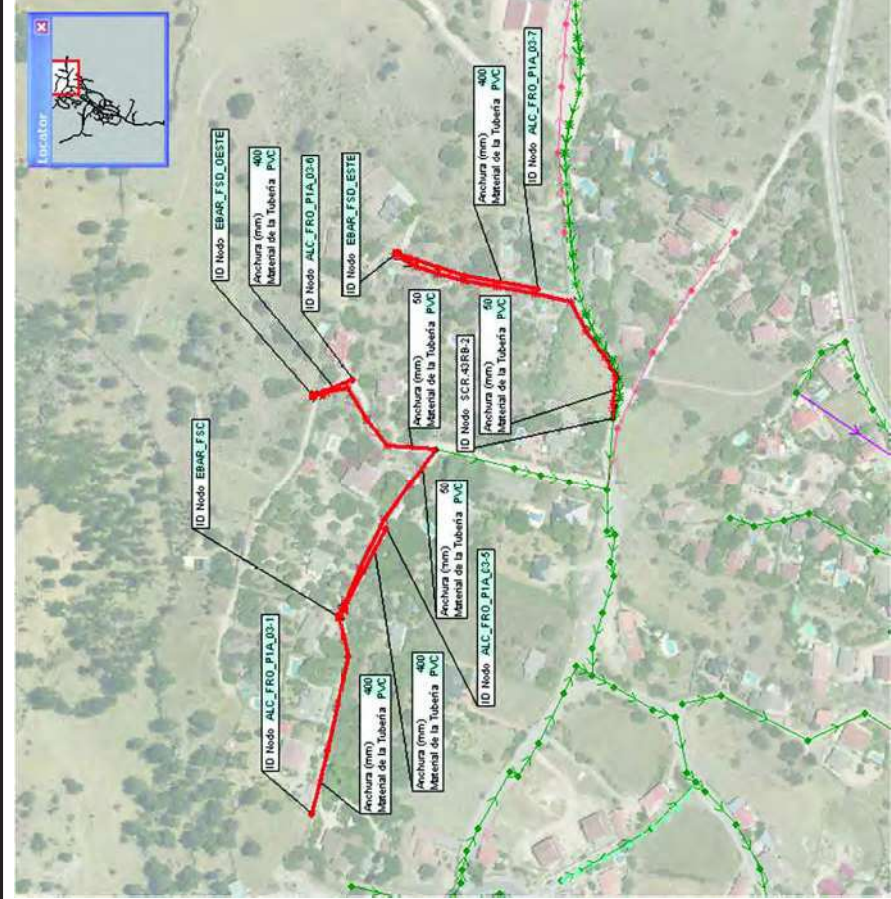 Locator
ID Nodo EBAR_FSC
ID Nodo EBAR_FSD_OESTE
Anchura (mm) 400
Material de la Tubería PVC
ID Nodo ALC_FRO_P1A_03-1
ID Nodo ALC_FRO_P1A_03-6
ID Nodo EBAR_FSD_ESTE
Anchura (mm) 400
Material de la Tubería PVC
Anchura (mm) 50
Material de la Tubería PVC
Anchura (mm) 400
Material de la Tubería PVC
Anchura (mm) 50
Material de la Tubería PVC
ID Nodo SCR.43RB-2
Anchura (mm) 50
Material de la Tubería PVC
Anchura (mm) 400
Material de la Tubería PVC
ID Nodo ALC_FRO_P1A_03-5
ID Nodo ALC_FRO_P1A_03-7